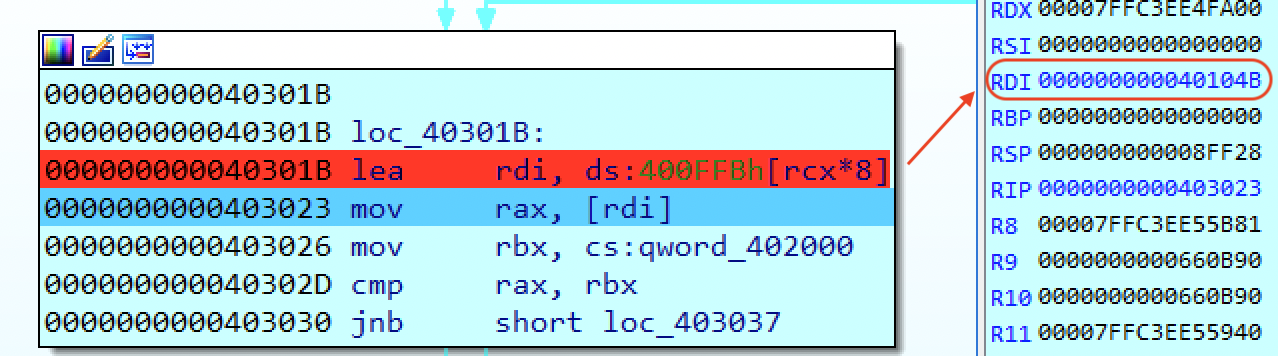 000000000040301B
000000000040301B loc_40301B:
000000000040301B lea rdi, ds:400FFBh[rcx*8]
0000000000403023 mov rax, [rdi]
0000000000403026 mov rbx, cs:qword_402000
000000000040302D cmp rax, rbx
0000000000403030 jnb short loc_403037
RDX 00007FFC3EE4FA00
RSI 0000000000000000
RDI 000000000040104B
RBP 0000000000000000
RSP 000000000008FF28
RIP 0000000000403023
R8 00007FFC3EE55B81
R9 0000000000660B90
R10 0000000000660B90
R11 00007FFC3EE55940